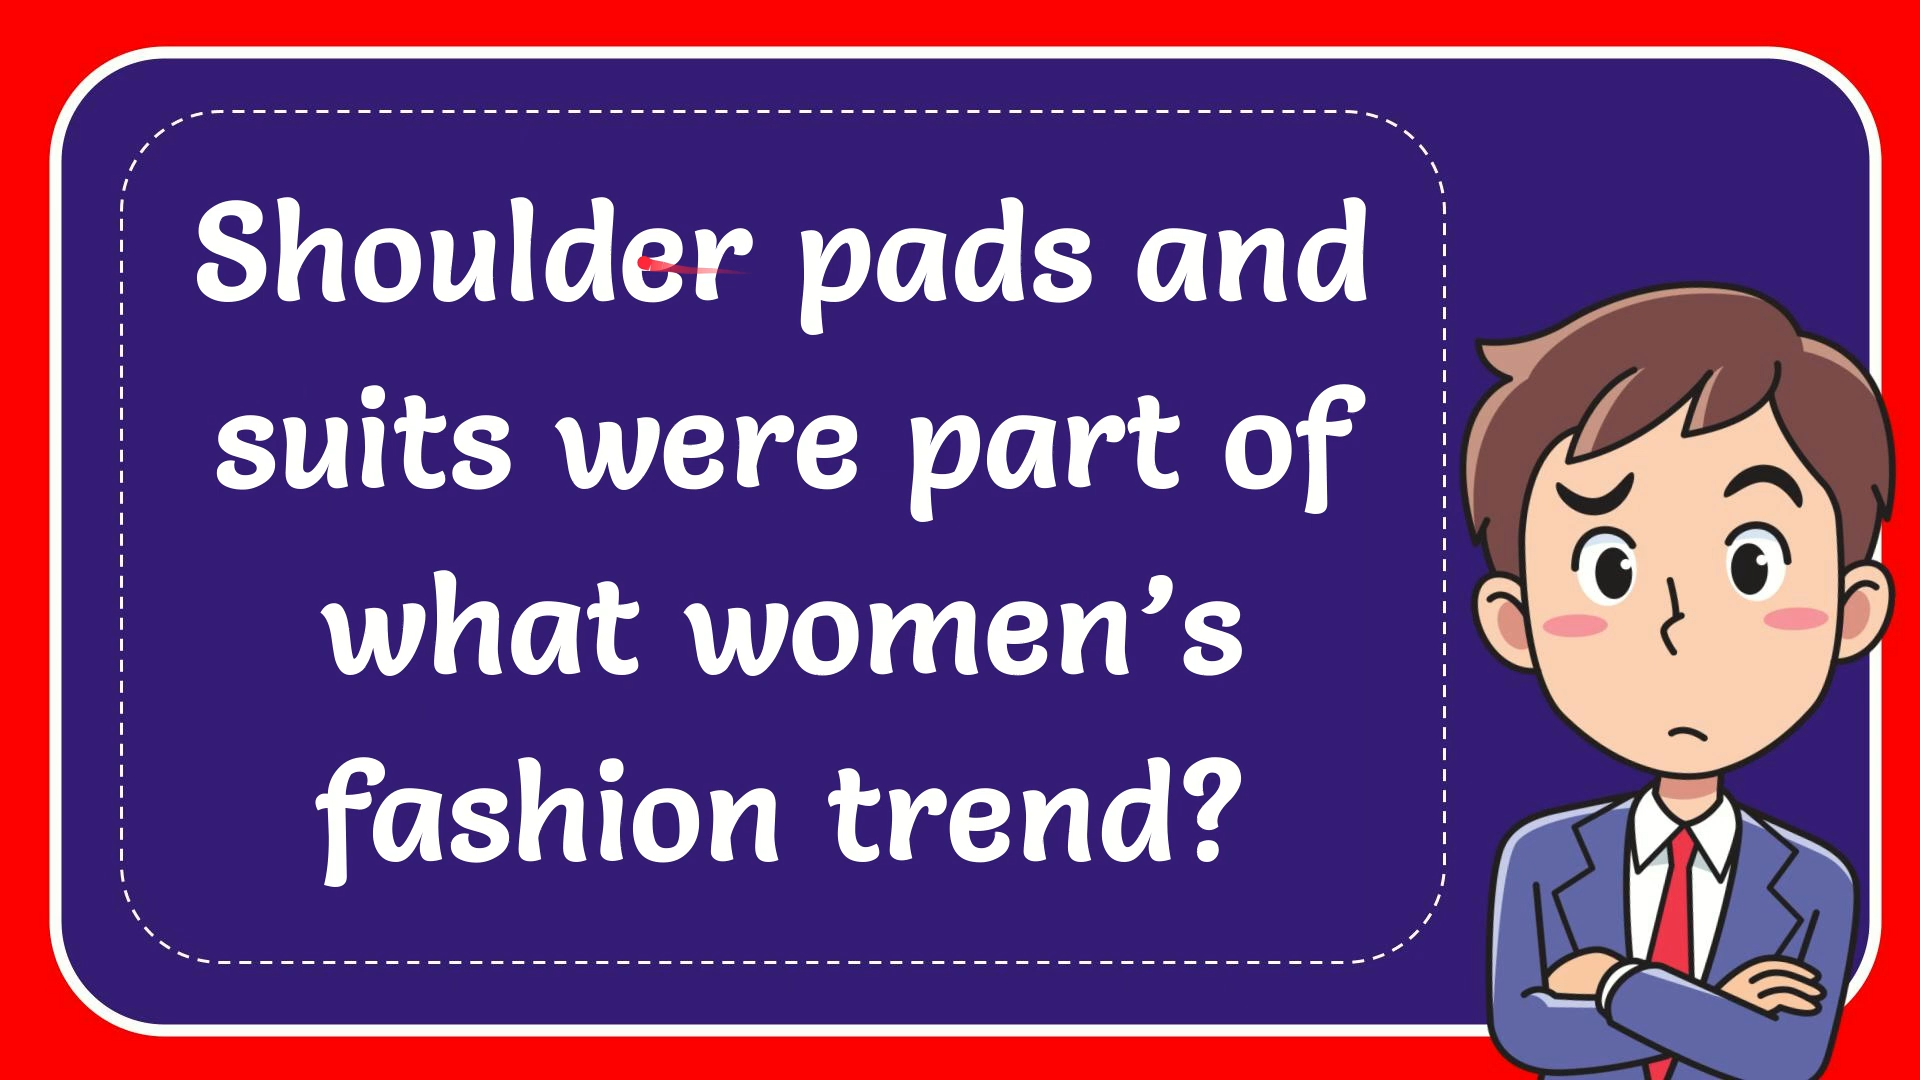 Shoulder pads and
suits were part of
what women’s
fashion trend?